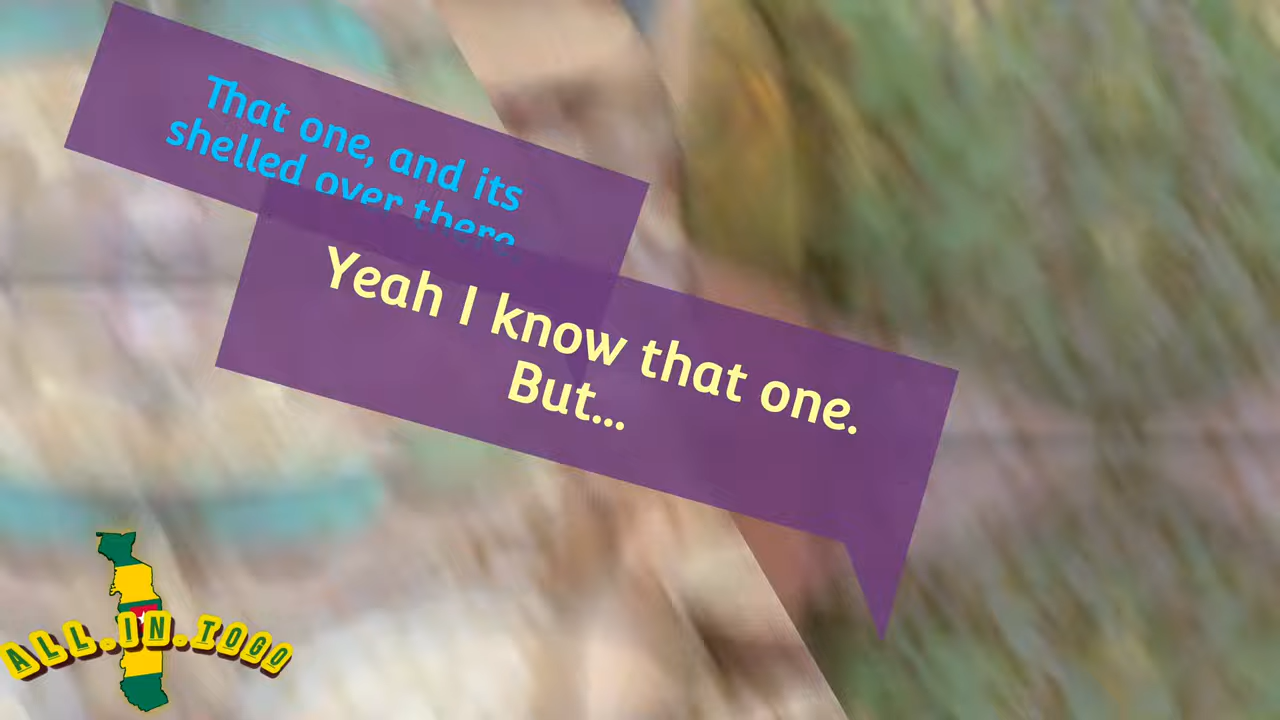 That one, and its
shelled over there
Yeah I know that one.
But...
ALL.IN.TOGO